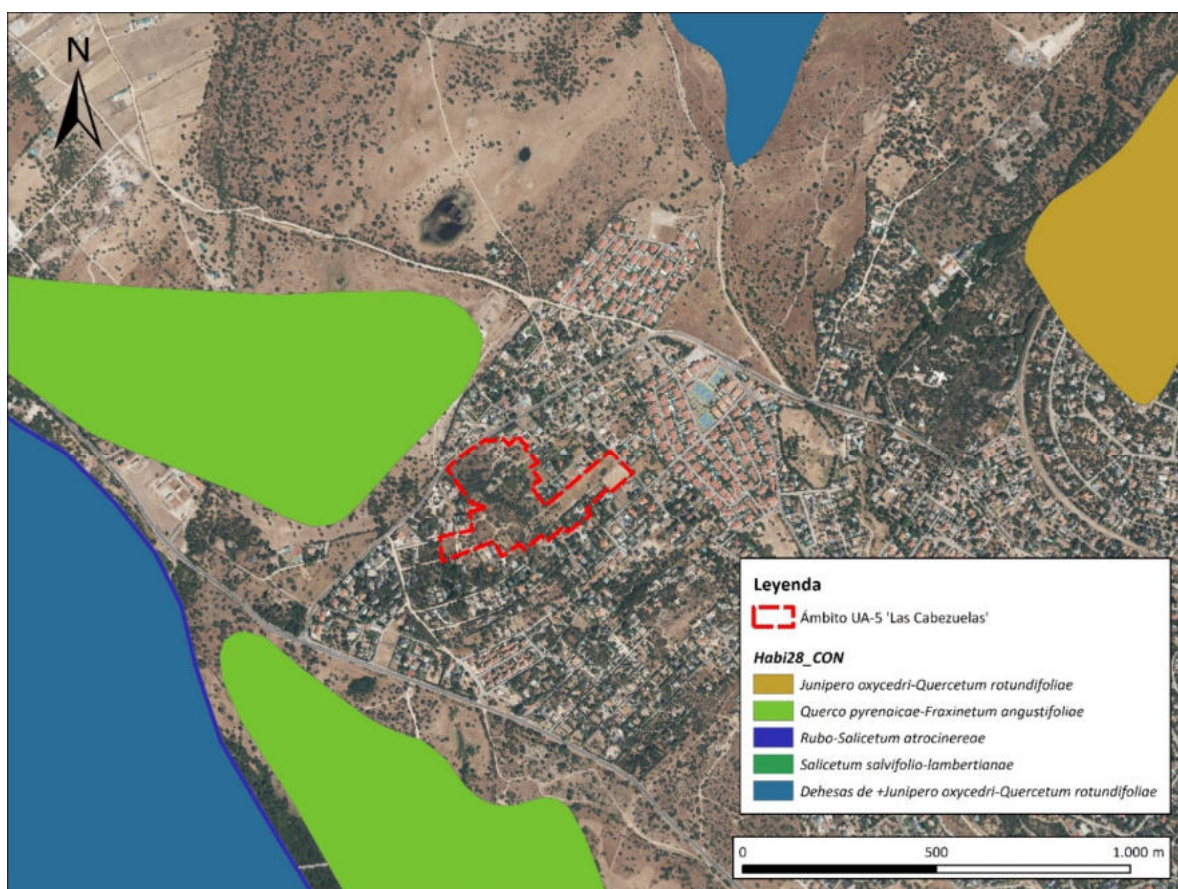 N
Leyenda
Ámbito UA-5 'Las Cabezuelas'
Habi28_CON
Junipero oxycedri-Quercetum rotundifoliae
Querco pyrenaicae-Fraxinetum angustifoliae
Rubo-Salicetum atrocinereae
Salicetum salvifolio-lambertianae
Dehesas de +Junipero oxycedri-Quercetum rotundifoliae
0 500 1.000 m